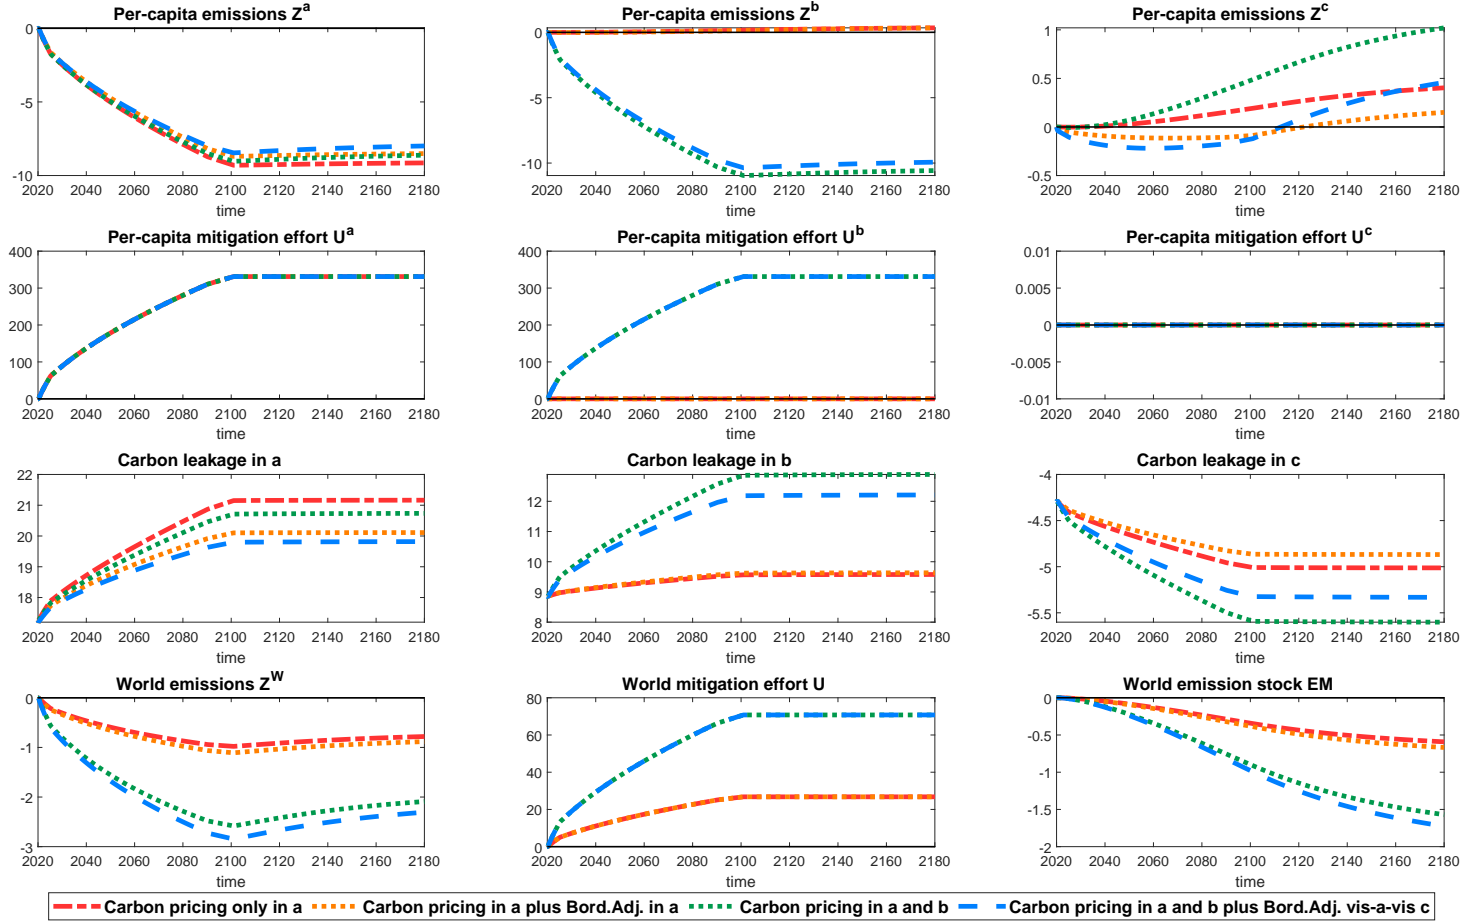 Per-capita emissions Z^a
0
-5
-10
2020 2040 2060 2080 2100 2120 2140 2160 2180
time
Per-capita emissions Z^b
0
-5
-10
2020 2040 2060 2080 2100 2120 2140 2160 2180
time
Per-capita emissions Z^c
1
0.5
0
-0.5
2020 2040 2060 2080 2100 2120 2140 2160 2180
time
Per-capita mitigation effort U^a
400
300
200
100
0
2020 2040 2060 2080 2100 2120 2140 2160 2180
time
Per-capita mitigation effort U^b
400
300
200
100
0
2020 2040 2060 2080 2100 2120 2140 2160 2180
time
Per-capita mitigation effort U^c
0.01
0.005
0
-0.005
-0.01
2020 2040 2060 2080 2100 2120 2140 2160 2180
time
Carbon leakage in a
22
21
20
19
18
2020 2040 2060 2080 2100 2120 2140 2160 2180
time
Carbon leakage in b
12
11
10
9
8
2020 2040 2060 2080 2100 2120 2140 2160 2180
time
Carbon leakage in c
-4
-4.5
-5
-5.5
2020 2040 2060 2080 2100 2120 2140 2160 2180
time
World emissions Z^W
0
-1
-2
-3
2020 2040 2060 2080 2100 2120 2140 2160 2180
time
World mitigation effort U
80
60
40
20
0
2020 2040 2060 2080 2100 2120 2140 2160 2180
time
World emission stock EM
0
-0.5
-1
-1.5
-2
2020 2040 2060 2080 2100 2120 2140 2160 2180
time
Carbon pricing only in a Carbon pricing in a plus Bord.Adj. in a Carbon pricing in a and b Carbon pricing in a and b plus Bord.Adj. vis-a-vis c